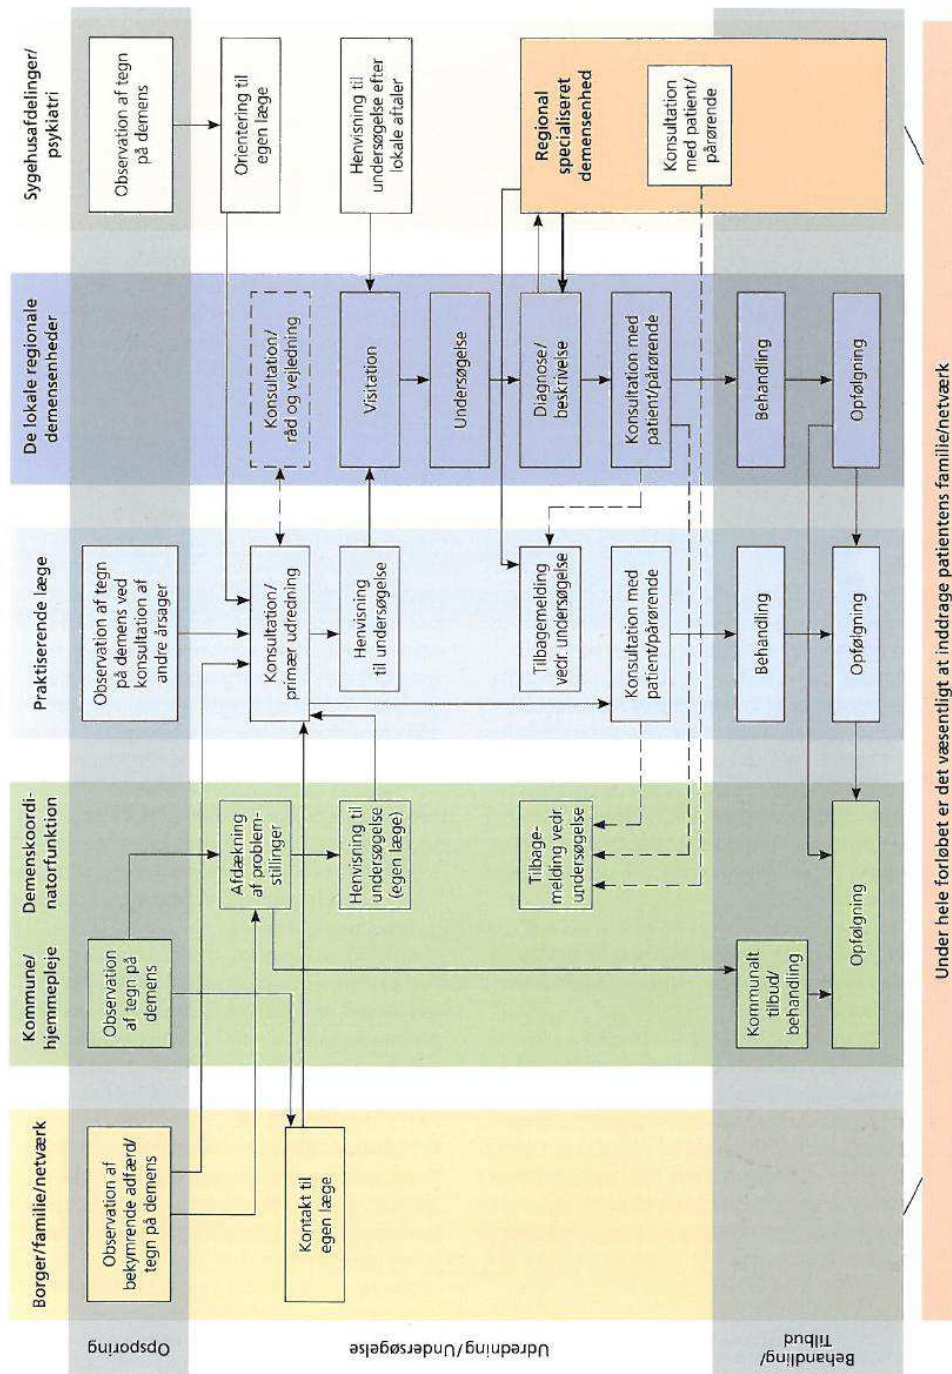 Borger/familie/netværk
Kommune/
hjemmepleje
Demenskoordi-
natorfunktion
Praktiserende læge
De lokale regionale
demensenheder
Sygehusafdelinger/
psykiatri
Opsporing
Observation af
bekymrende adfærd/
tegn på demens
Observation
af tegn på
demens
Observation af tegn
på demens ved
konsultation af
andre årsager
Observation af tegn
på demens
Udredning/Undersøgelse
Afdækning
af problem-
stillinger
Konsultation/
primær udredning
Konsultation/
råd og vejledning
Orientering til
egen læge
Kontakt til
egen læge
Henvisning til
undersøgelse
(egen læge)
Henvisning
til undersøgelse
Visitation
Henvisning til
undersøgelse efter
lokale aftaler
Undersøgelse
Tilbage-
melding vedr.
undersøgelse
Tilbagemelding
vedr. undersøgelse
Diagnose/
beskrivelse
Regional
specialiseret
demensenhed
Konsultation med
patient/pårørende
Konsultation med
patient/pårørende
Konsultation
med patient/
pårørende
Behandling/
Tilbud
Kommunalt
tilbud/
behandling
Behandling
Behandling
Opfølgning
Opfølgning
Opfølgning
Under hele forløbet er det væsentligt at inddrage patientens familie/netværk